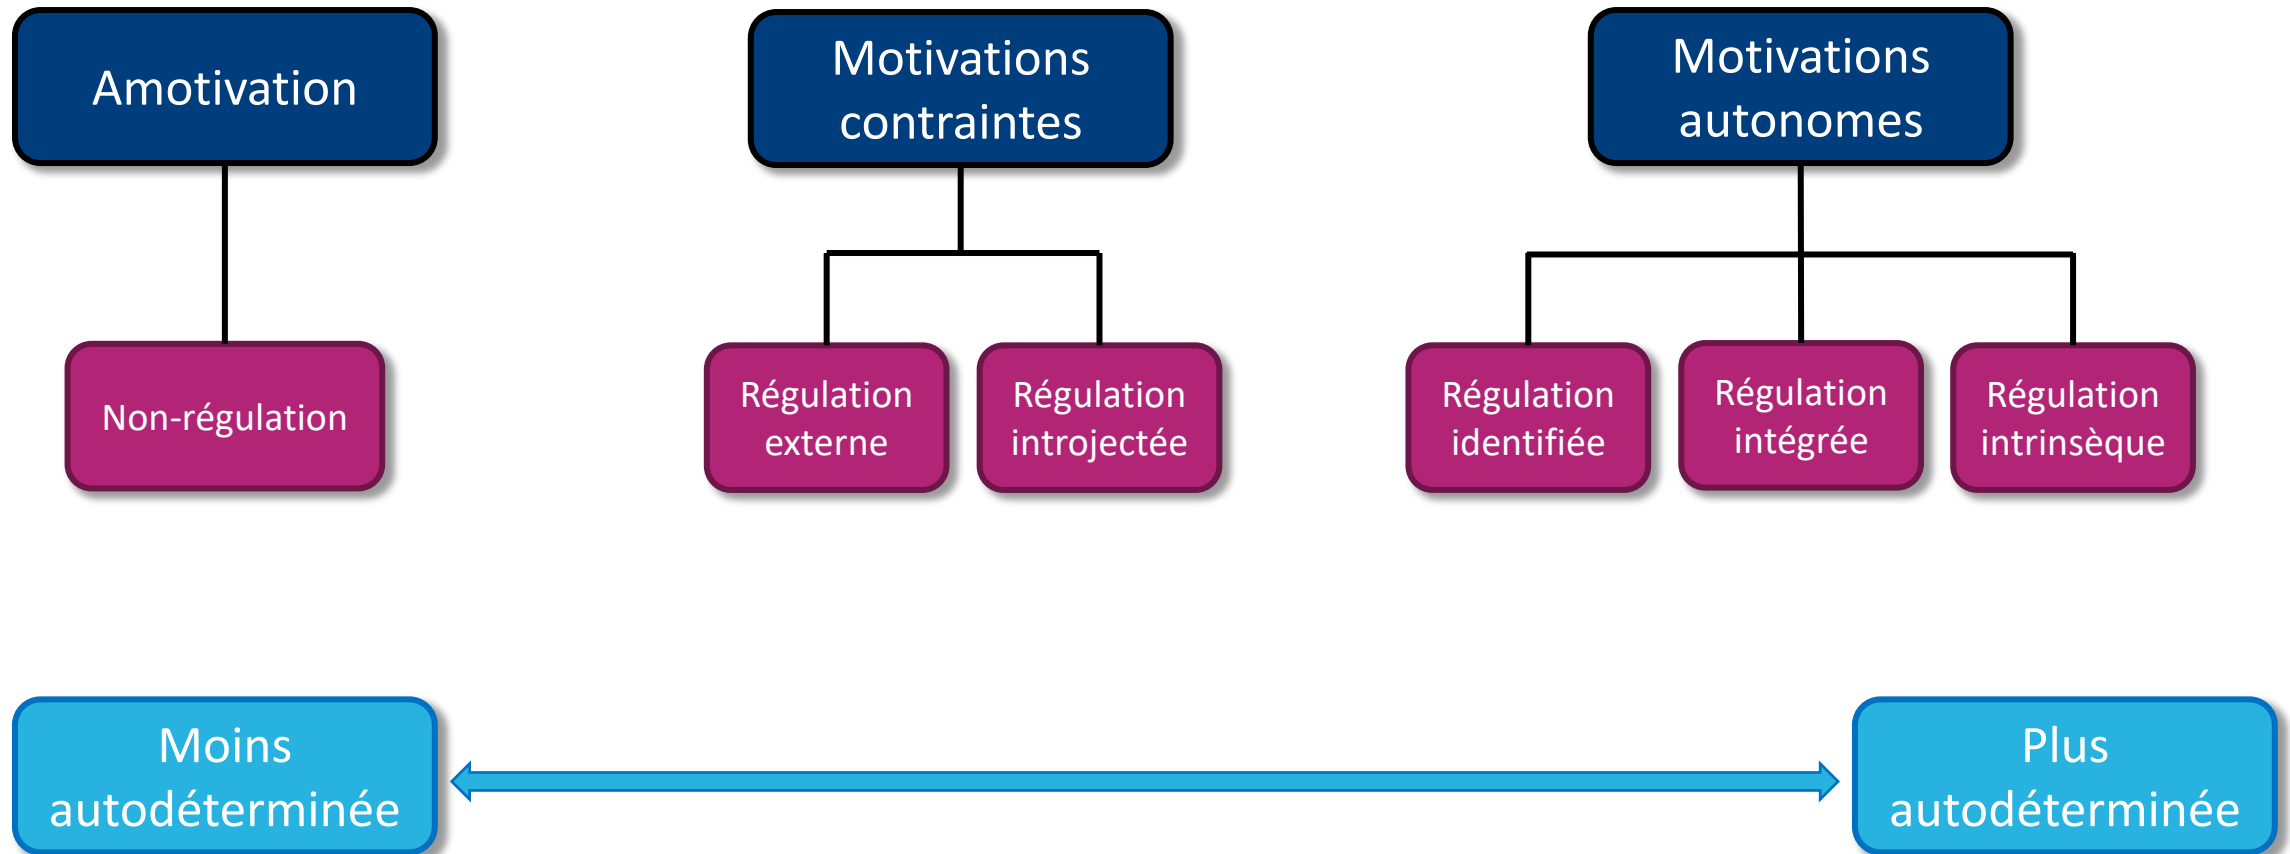 Amotivation
Motivations
contraintes
Motivations
autonomes
Non-régulation
Régulation
externe
Régulation
introjectée
Régulation
identifiée
Régulation
intégrée
Régulation
intrinsèque
Moins
autodéterminée
Plus
autodéterminée